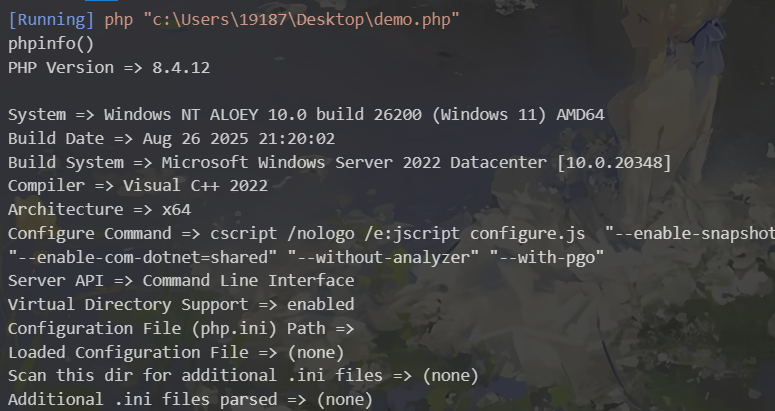 [Running] php "c:\Users\19187\Desktop\demo.php"
phpinfo()
PHP Version => 8.4.12
System => Windows NT ALOEY 10.0 build 26200 (Windows 11) AMD64
Build Date => Aug 26 2025 21:20:02
Build System => Microsoft Windows Server 2022 Datacenter [10.0.20348]
Compiler => Visual C++ 2022
Architecture => x64
Configure Command => cscript /nologo /e:jscript configure.js  "--enable-snapshot
"--enable-com-dotnet=shared" "--without-analyzer" "--with-pgo"
Server API => Command Line Interface
Virtual Directory Support => enabled
Configuration File (php.ini) Path =>
Loaded Configuration File => (none)
Scan this dir for additional .ini files => (none)
Additional .ini files parsed => (none)